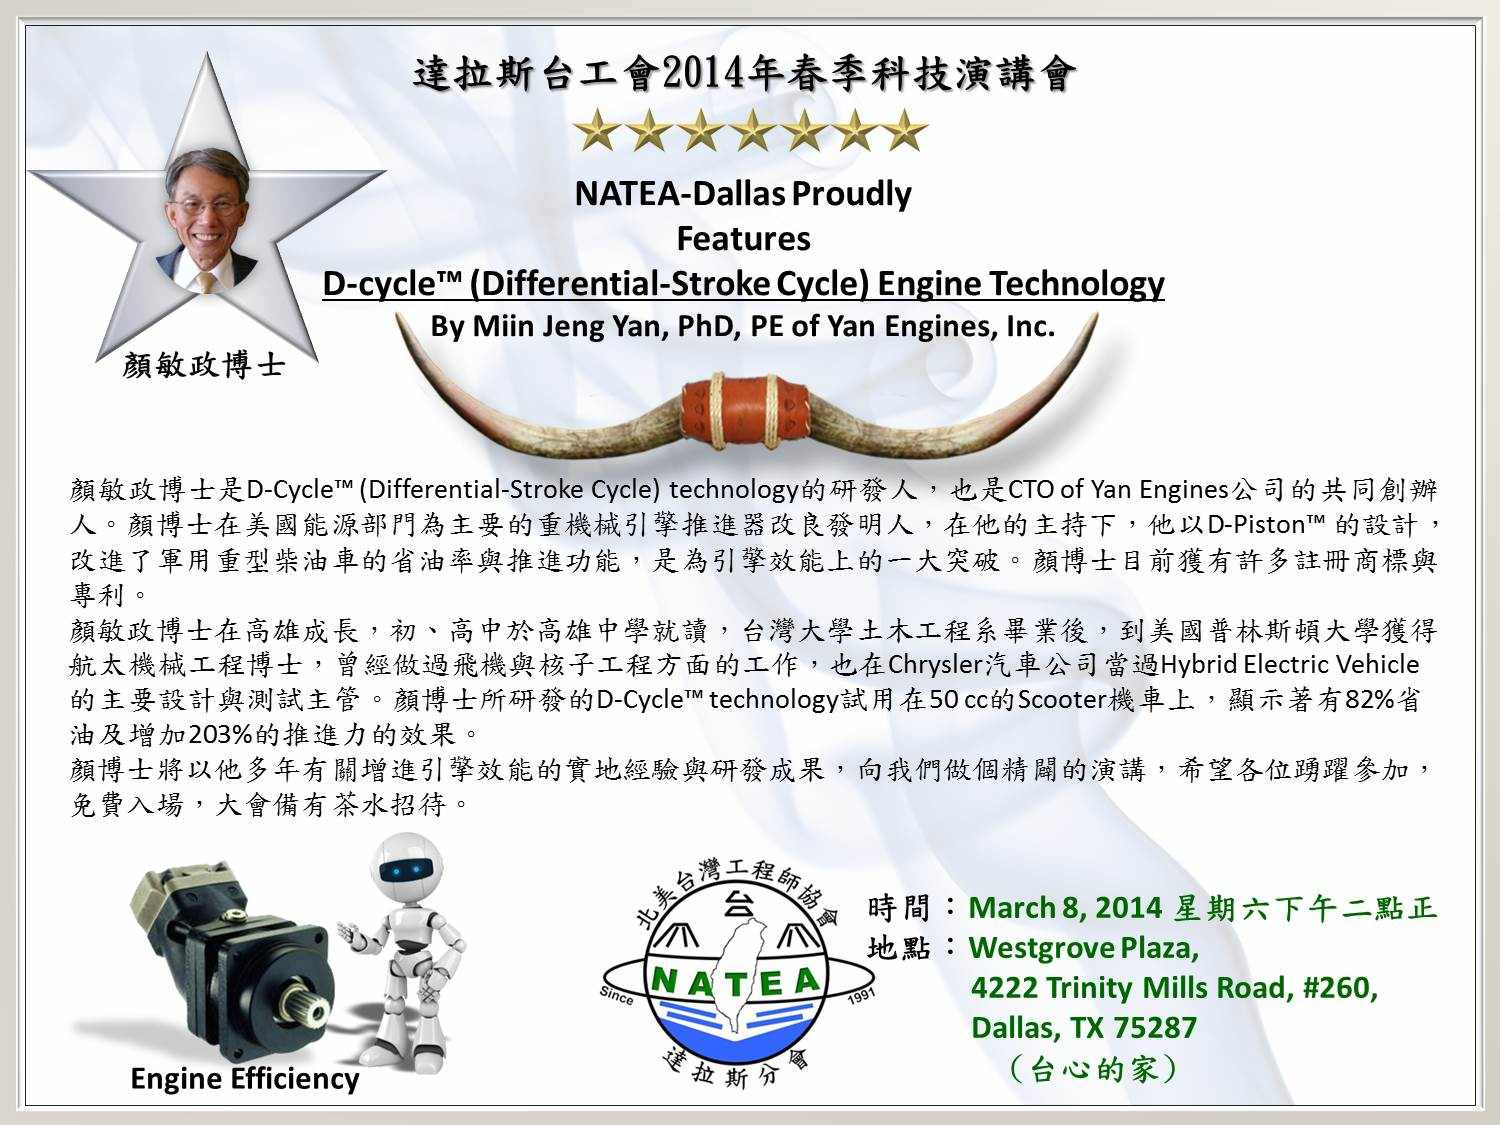 達拉斯台工會2014年春季科技演講會
NATEA-Dallas Proudly
Features
D-cycle™ (Differential-Stroke Cycle) Engine Technology
By Miin Jeng Yan, PhD, PE of Yan Engines, Inc.
顏敏政博士
顏敏政博士是D-Cycle™ (Differential-Stroke Cycle) technology的研發人，也是CTO of Yan Engines公司的共同創辦
人。顏博士在美國能源部門為主要的重機械引擎推進器改良發明人，在他的主持下，他以D-Piston™ 的設計，
改進了軍用重型柴油車的省油率與推進功能，是為引擎效能上的一大突破。顏博士目前獲有許多註冊商標與
專利。
顏敏政博士在高雄成長，初、高中於高雄中學就讀，台灣大學土木工程系畢業後，到美國普林斯頓大學獲得
航太機械工程博士，曾經做過飛機與核子工程方面的工作，也在Chrysler汽車公司當過Hybrid Electric Vehicle
的主要設計與測試主管。顏博士所研發的D-Cycle™ technology試用在50 cc的Scooter機車上，顯示著有82%省
油及增加203%的推進力的效果。
顏博士將以他多年有關增進引擎效能的實地經驗與研發成果，向我們做個精闢的演講，希望各位踴躍參加，
免費入場，大會備有茶水招待。
Engine Efficiency
北美台灣工程師協會
台
NATEA
Since 1991
達拉斯分會
時間：March 8, 2014 星期六下午二點正
地點：Westgrove Plaza,
4222 Trinity Mills Road, #260,
Dallas, TX 75287
（台心的家）